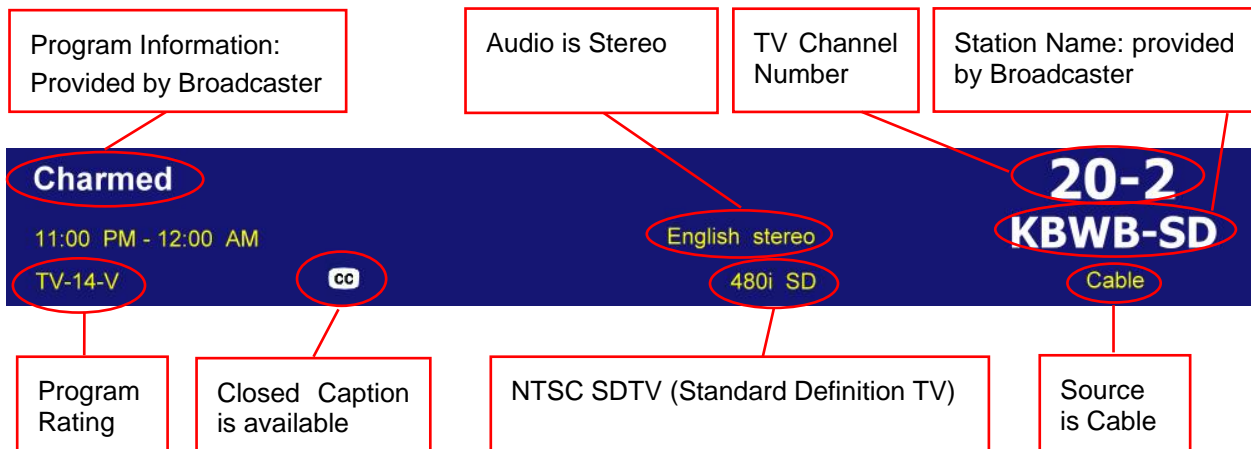 Program Information:
Provided by Broadcaster
Audio is Stereo
TV Channel
Number
Station Name: provided
by Broadcaster
Charmed
20-2
KBWB-SD
11:00 PM - 12:00 AM
English stereo
TV-14-V
CC
480i SD
Cable
Program
Rating
Closed Caption
is available
NTSC SDTV (Standard Definition TV)
Source
is Cable